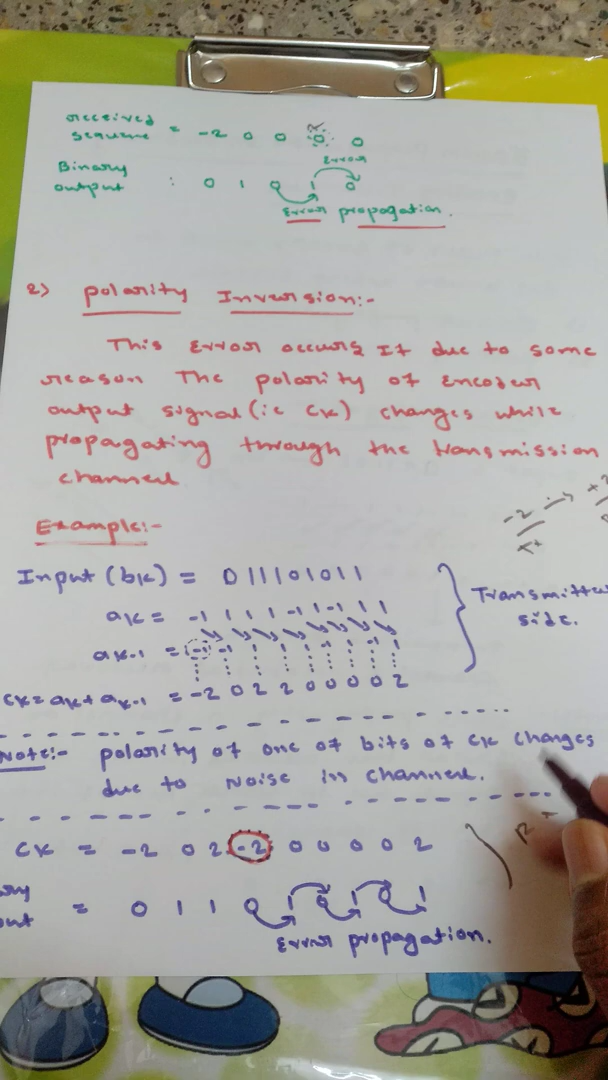 received
sequence = -2 0 0 0 0
Error
Binary
output : 0 1 0 1 0
Error propagation.
2) Polarity Inversion:-
This Error occurs If due to some
reason The polarity of Encoder
output signal (ie Ck) changes while
propagating through the transmission
channel
Example:-
-2 → +2
Input (bk) = 0 1 1 1 0 1 0 1 1
ak = -1 1 1 1 -1 1 -1 1 1
ak-1 = -1 -1 1 1 1 -1 1 -1 1
Ck = ak + ak-1 = -2 0 2 2 0 0 0 0 2
Transmitter
side.
Note:- polarity of one of bits of Ck changes
due to Noise in channel.
Ck = -2 0 2 -2 0 0 0 0 2
= 0 1 1 0 1 0 1 0 1
Error propagation.